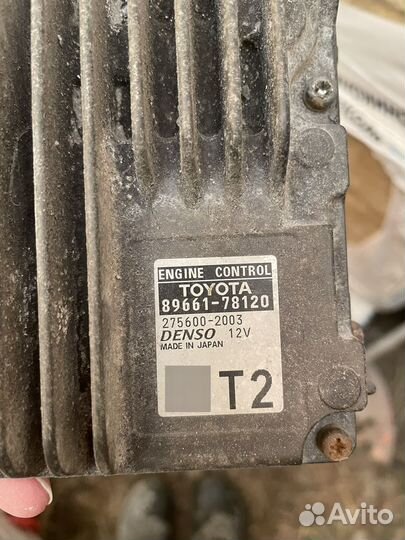 ENGINE CONTROL
TOYOTA
89661-78120
275600-2003
DENSO 12V
MADE IN JAPAN
T2
Avito